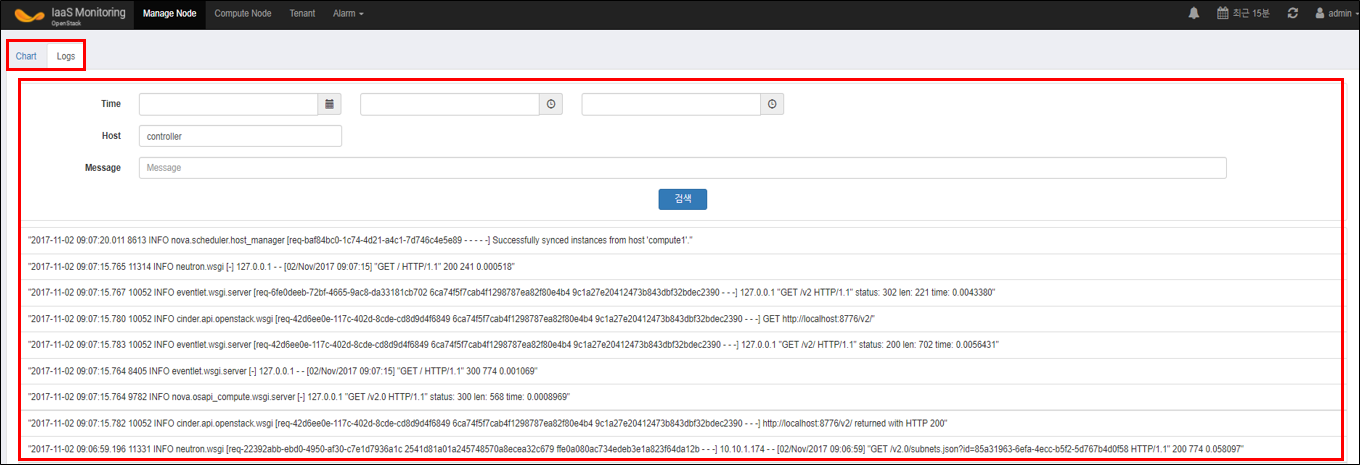 IaaS Monitoring
OpenStack
Manage Node
Compute Node
Tenant
Alarm
최근 15분
admin
Chart
Logs
Time
Host
controller
Message
Message
검색
"2017-11-02 09:07:20.011 8613 INFO nova.scheduler.host_manager [req-baf84bc0-1c74-4d21-a4c1-7d746c4e5e89 - - - - -] Successfully synced instances from host 'compute1'."
"2017-11-02 09:07:15.765 11314 INFO neutron.wsgi [-] 127.0.0.1 - - [02/Nov/2017 09:07:15] "GET / HTTP/1.1" 200 241 0.000518"
"2017-11-02 09:07:15.767 10052 INFO eventlet.wsgi.server [req-6fe0deeb-72bf-4665-9ac8-da33181cb702 6ca74f5f7cab4f1298787ea82f80e4b4 9c1a27e20412473b843dbf32bdec2390 - - -] 127.0.0.1 "GET /v2 HTTP/1.1" status: 302 len: 221 time: 0.0043380"
"2017-11-02 09:07:15.780 10052 INFO cinder.api.openstack.wsgi [req-42d6ee0e-117c-402d-8cde-cd8d9d4f6849 6ca74f5f7cab4f1298787ea82f80e4b4 9c1a27e20412473b843dbf32bdec2390 - - -] GET http://localhost:8776/v2/"
"2017-11-02 09:07:15.783 10052 INFO eventlet.wsgi.server [req-42d6ee0e-117c-402d-8cde-cd8d9d4f6849 6ca74f5f7cab4f1298787ea82f80e4b4 9c1a27e20412473b843dbf32bdec2390 - - -] 127.0.0.1 "GET /v2/ HTTP/1.1" status: 200 len: 702 time: 0.0056431"
"2017-11-02 09:07:15.764 8405 INFO eventlet.wsgi.server [-] 127.0.0.1 - - [02/Nov/2017 09:07:15] "GET / HTTP/1.1" 300 774 0.001069"
"2017-11-02 09:07:15.764 9782 INFO nova.osapi_compute.wsgi.server [-] 127.0.0.1 "GET /v2.0 HTTP/1.1" status: 300 len: 568 time: 0.0008969"
"2017-11-02 09:07:15.782 10052 INFO cinder.api.openstack.wsgi [req-42d6ee0e-117c-402d-8cde-cd8d9d4f6849 6ca74f5f7cab4f1298787ea82f80e4b4 9c1a27e20412473b843dbf32bdec2390 - - -] http://localhost:8776/v2/ returned with HTTP 200"
"2017-11-02 09:06:59.196 11331 INFO neutron.wsgi [req-22392abb-ebd0-4950-af30-c7e1d7936a1c 2541d81a01a245748570a8ecea32c679 ffe0a080ac734edeb3e1a823f64da12b - - -] 10.10.1.174 - - [02/Nov/2017 09:06:59] "GET /v2.0/subnets.json?id=85a31963-6efa-4ecc-b5f2-5d767b4d0f58 HTTP/1.1" 200 774 0.058097"